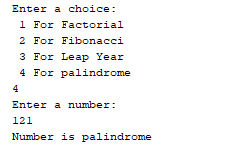 Enter a choice:
1 For Factorial
2 For Fibonacci
3 For Leap Year
4 For palindrome
4
Enter a number:
121
Number is palindrome